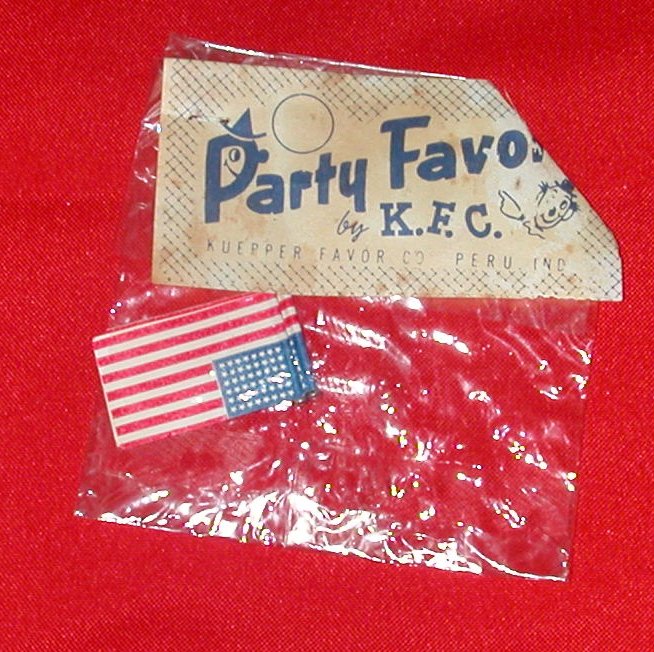 Party Favo
by K.F.C.
KUEPPER FAVOR CO PERU, IND.